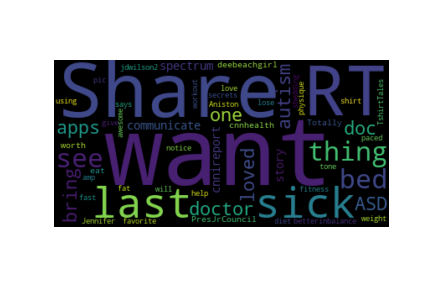 jdwilson2 spectrum deebeachgirl
pic
Share RT
love
secrets
workout
using says Aniston lose physique shirt
awesome
autism
tshirtTales
apps communicate one Totally doc
give cnnhealth paced
worth notice thing
see want
cnnireport loved story tone
eat fat will help bed
amp
bring fast last sick fitness ASD
doctor weight
Jennifer favorite PresJrCouncil diet betterinbalance